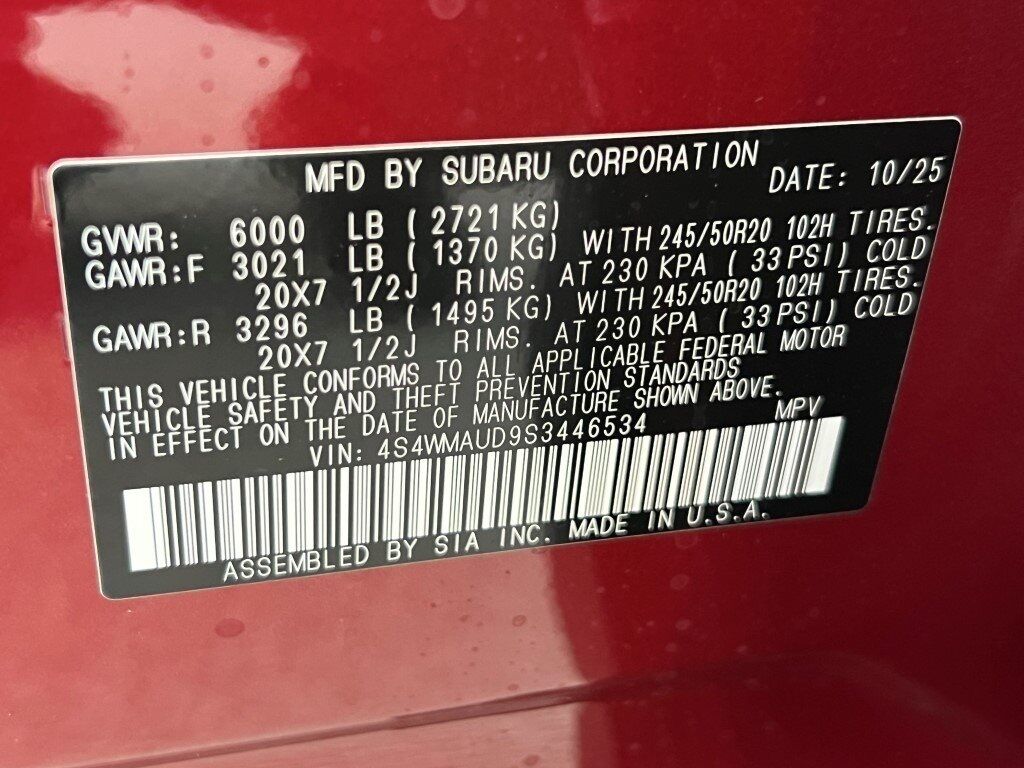 MFD BY SUBARU CORPORATION DATE: 10/25
GVWR: 6000 LB ( 2721 KG)
GAWR:F 3021 LB ( 1370 KG) WITH 245/50R20 102H TIRES.
20X7 1/2J RIMS. AT 230 KPA ( 33 PSI) COLD
GAWR:R 3296 LB ( 1495 KG) WITH 245/50R20 102H TIRES.
20X7 1/2J RIMS. AT 230 KPA ( 33 PSI) COLD
THIS VEHICLE CONFORMS TO ALL APPLICABLE FEDERAL MOTOR
VEHICLE SAFETY AND THEFT PREVENTION STANDARDS
IN EFFECT ON THE DATE OF MANUFACTURE SHOWN ABOVE.
VIN: 4S4WMAUD9S3446534 MPV
ASSEMBLED BY SIA INC. MADE IN U.S.A.